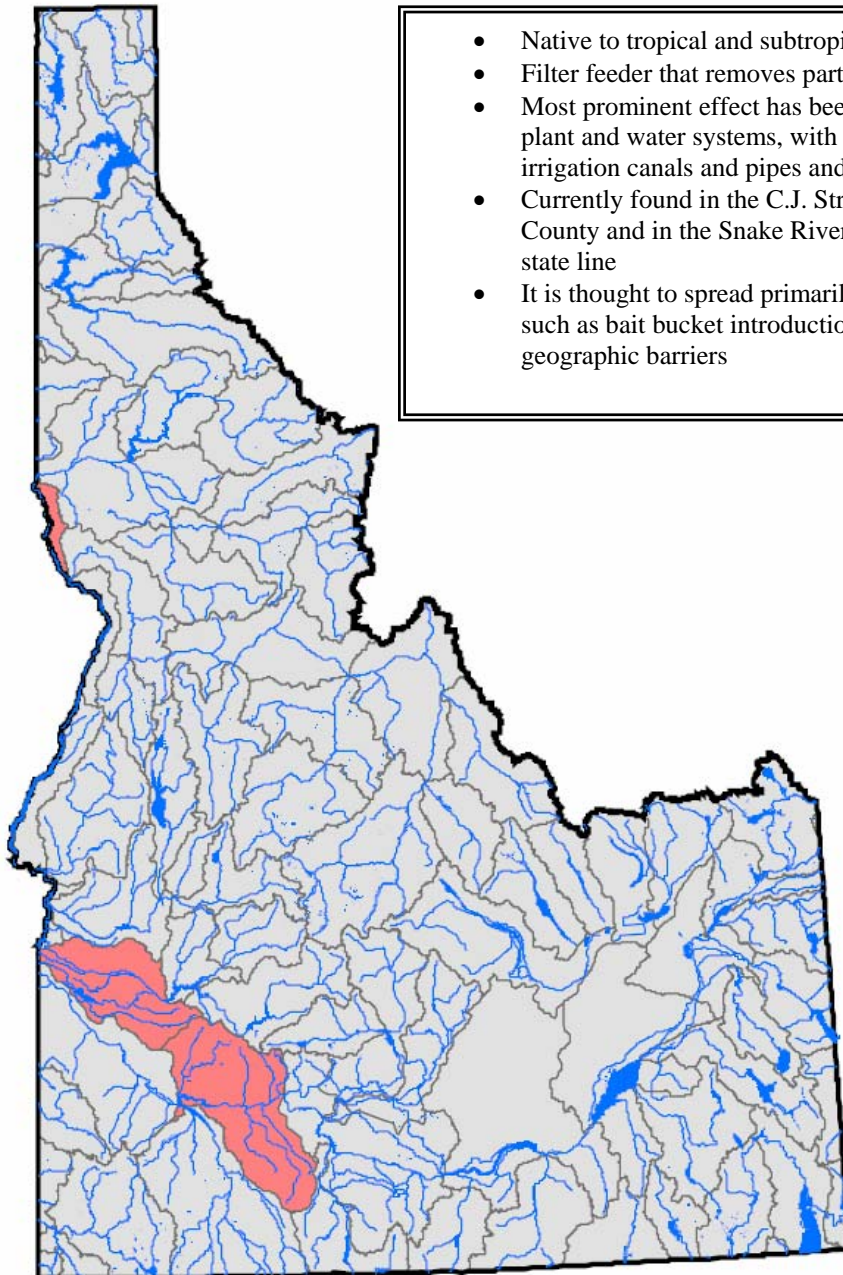 • Native to tropical and subtropi
• Filter feeder that removes part
• Most prominent effect has bee
plant and water systems, with
irrigation canals and pipes and
• Currently found in the C.J. Str
County and in the Snake River
state line
• It is thought to spread primaril
such as bait bucket introduction
geographic barriers